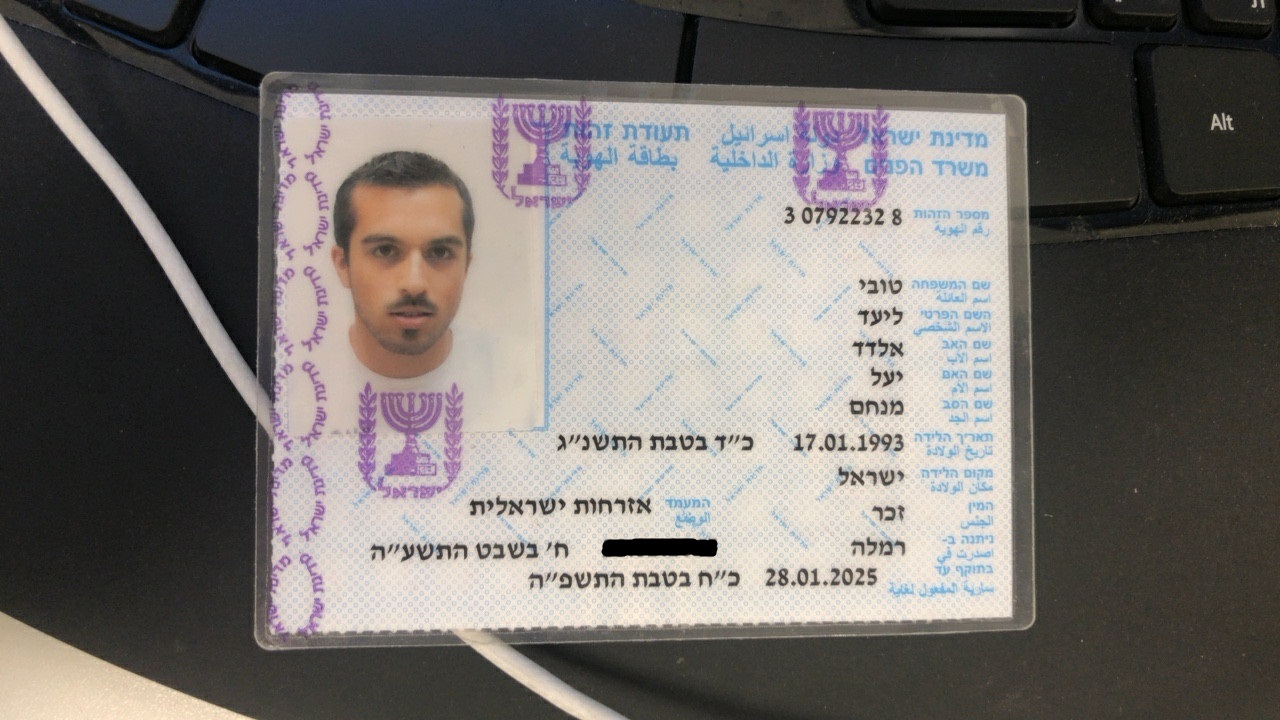 Alt
מדינת ישראל دولة اسرائيل תעודת זהות
משרד הפנים وزارة الداخلية بطاقة الهوية
ישראל
ישראל
מספר הזהות 3 0792232 8
رقم الهوية
שם המשפחה טובי
اسم العائلة
השם הפרטי ליעד
الاسم الشخصي
שם האב אלדד
اسم الأب
שם האם יעל
اسم الأم
שם הסב מנחם
اسم الجد
תאריך הלידה 17.01.1993 כ״ד בטבת התשנ״ג
تاريخ الولادة
מקום הלידה ישראל
مكان الولادة
המין זכר המעמד אזרחות ישראלית
الجنس الوضع
ניתנה ב- רמלה ח׳ בשבט התשע״ה
اصدرت في
בתוקף עד 28.01.2025 כ״ח בטבת התשפ״ה
سارية المفعول لغاية
ישראל
מדינת ישראל